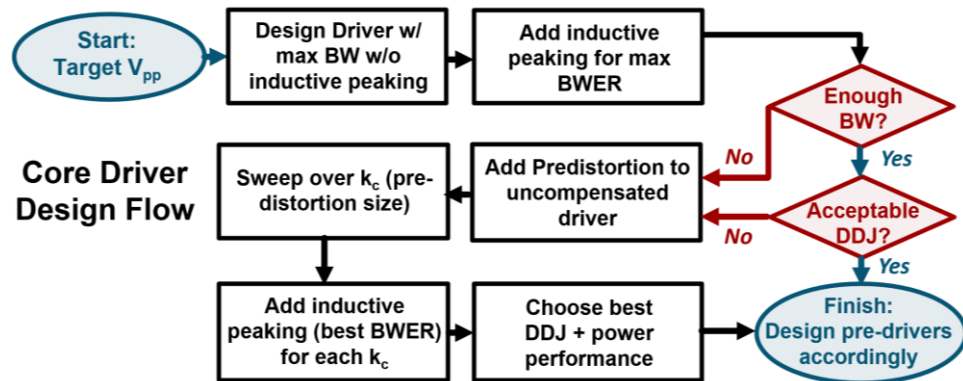 Start:
Target Vpp
Design Driver w/
max BW w/o
inductive peaking
Add inductive
peaking for max
BWER
Enough
BW?
No
Yes
Core Driver
Design Flow
Sweep over kc (pre-
distortion size)
Add Predistortion to
uncompensated
driver
Acceptable
DDJ?
No
Yes
Add inductive
peaking (best BWER)
for each kc
Choose best
DDJ + power
performance
Finish:
Design pre-drivers
accordingly